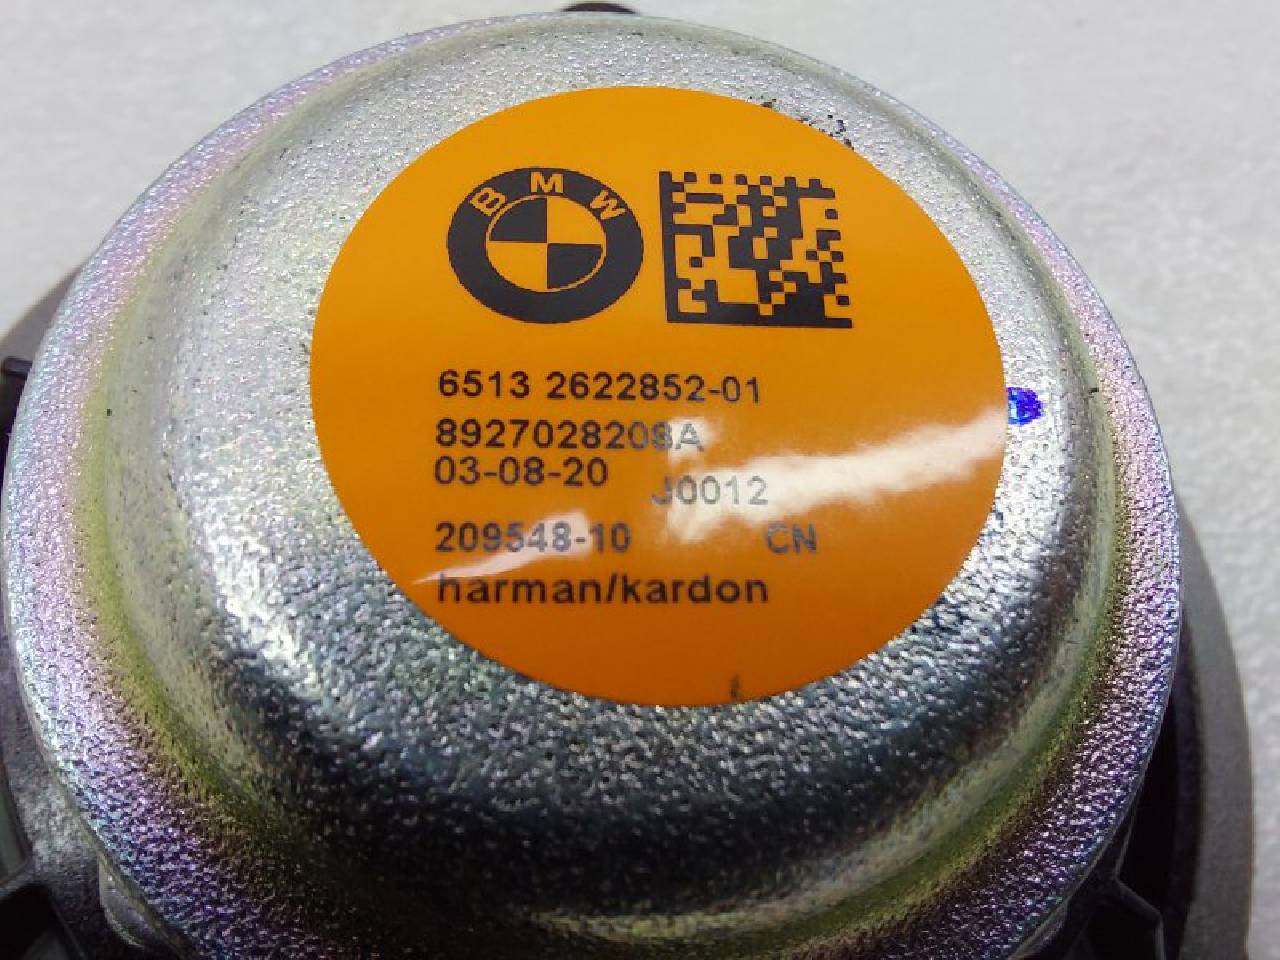 BMW
6513 2622852-01
8927028208A
03-08-20 J0012
209548-10 CN
harman/kardon